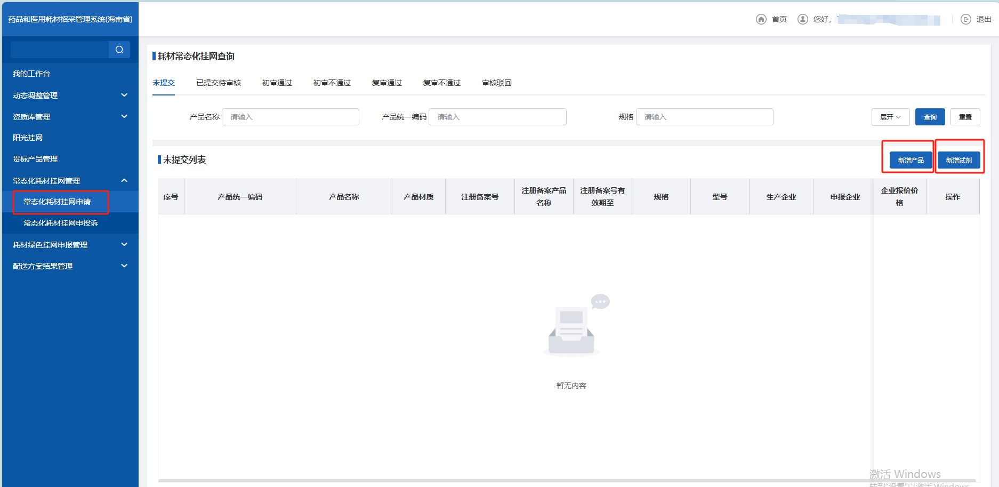 药品和医用耗材招采管理系统(海南省)
首页
您好,
退出
我的工作台
动态调整管理
资质库管理
阳光挂网
贯标产品管理
常态化耗材挂网管理
常态化耗材挂网申请
常态化耗材挂网申投诉
耗材绿色挂网申报管理
配送方案结果管理
耗材常态化挂网查询
未提交 已提交待审核 初审通过 初审不通过 复审通过 复审不通过 审核驳回
产品名称 请输入 产品统一编码 请输入 规格 请输入 展开 查询 重置
未提交列表 新增产品 新增试剂
序号 产品统一编码 产品名称 产品材质 注册备案号 注册备案产品名称 注册备案号有效期至 规格 型号 生产企业 申报企业 企业报价价格 操作
暂无内容
激活 Windows
转到"设置"以激活 Windows